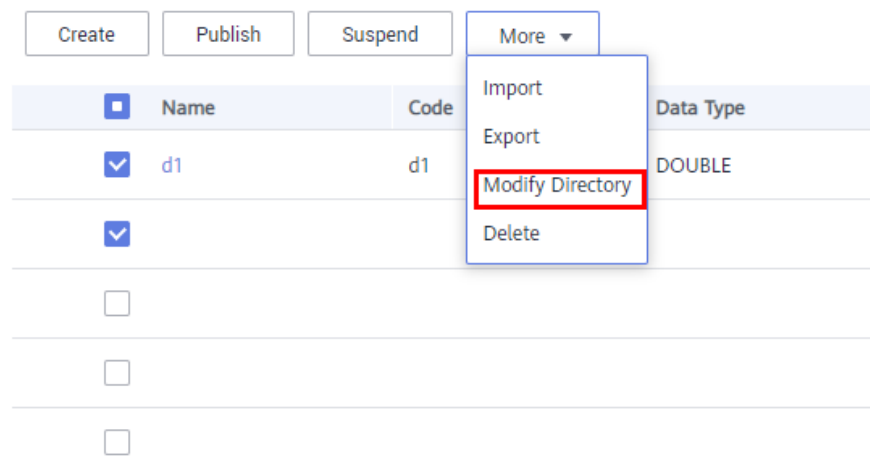 Create Publish Suspend More
Import
Name Code Data Type
Export
d1 d1 DOUBLE
Modify Directory
Delete